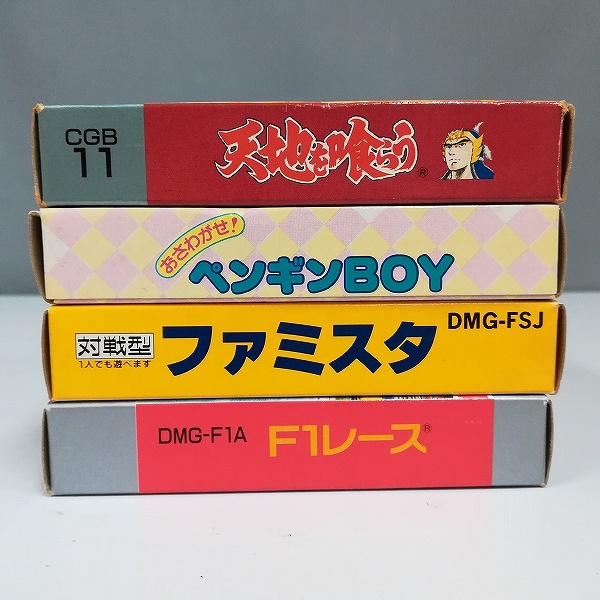 CGB
11
天地を喰らう®
おさわがせ!
ペンギンBOY
対戦型
1人でも遊べます
ファミスタ
DMG-FSJ
DMG-F1A
F1レース®